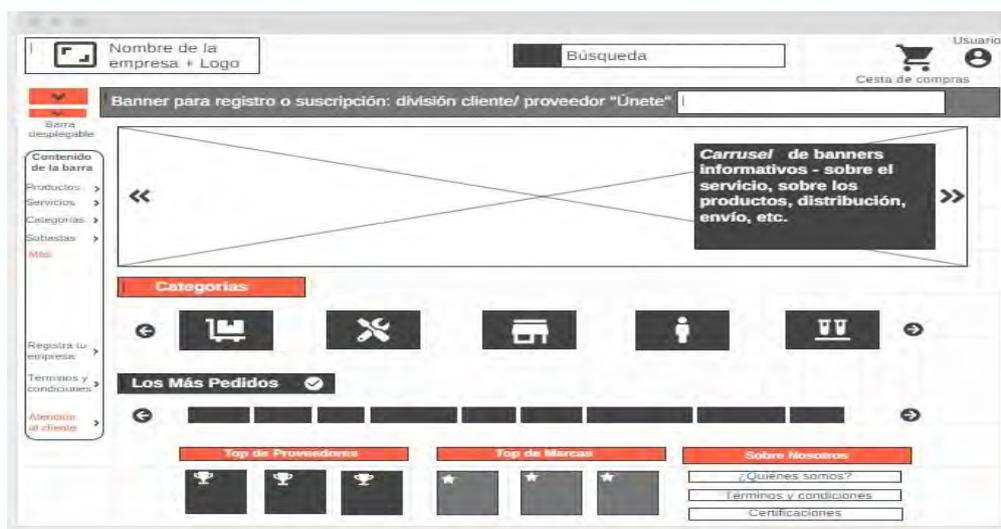 Nombre de la
empresa + Logo
Búsqueda
Usuario
Cesta de compras
Banner para registro o suscripción: división cliente/ proveedor "Únete"
Barra
desplegable
Contenido
de la barra
Productos
Servicios
Categorías
Subastas
Más
Registra tu
empresa
Términos y
condiciones
Atención
al cliente
Carrusel de banners
informativos - sobre el
servicio, sobre los
productos, distribución,
envío, etc.
Categorías
Los Más Pedidos
Top de Proveedores
Top de Marcas
Sobre Nosotros
¿Quiénes somos?
Términos y condiciones
Certificaciones